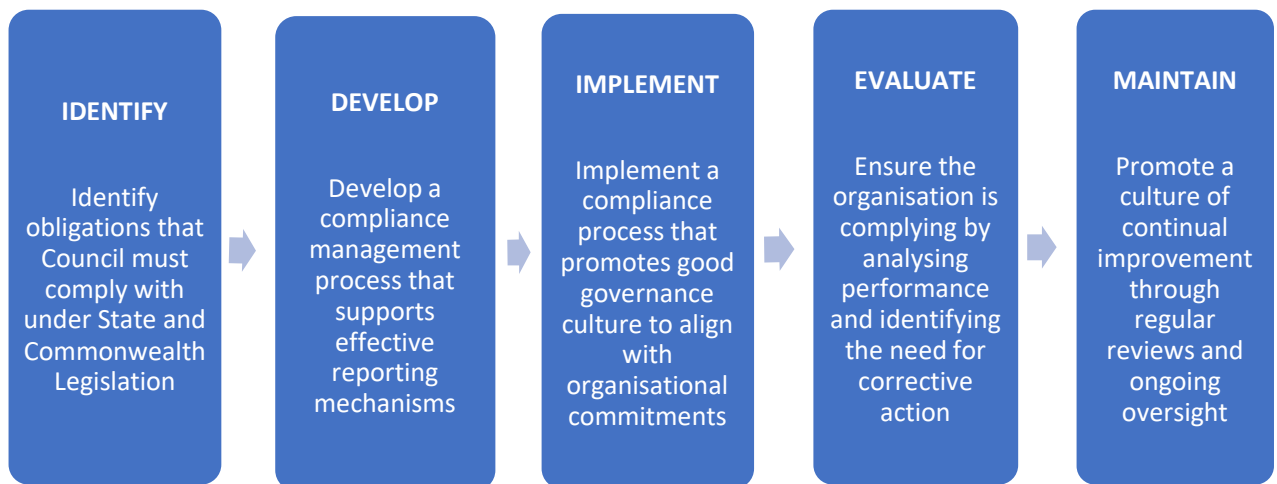 IDENTIFY
Identify
obligations that
Council must
comply with
under State and
Commonwealth
Legislation
DEVELOP
Develop a
compliance
management
process that
supports
effective
reporting
mechanisms
IMPLEMENT
Implement a
compliance
process that
promotes good
governance
culture to align
with
organisational
commitments
EVALUATE
Ensure the
organisation is
complying by
analysing
performance
and identifying
the need for
corrective
action
MAINTAIN
Promote a
culture of
continual
improvement
through
regular
reviews and
ongoing
oversight